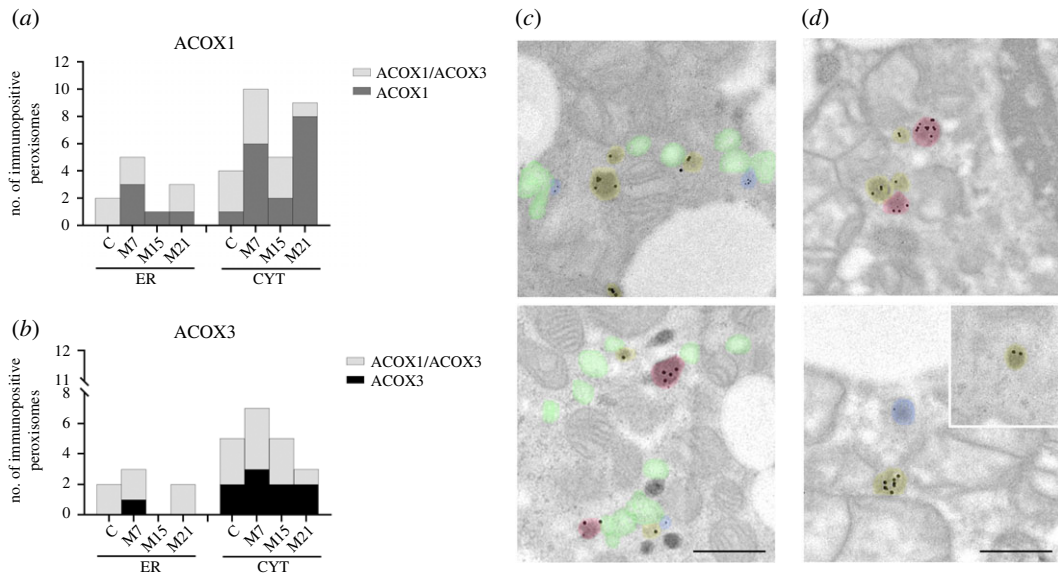 (a)
ACOX1
no. of immunopositive
peroxisomes
12
10
8
6
4
2
0
C
M7
M15
M21
C
M7
M15
M21
ER
CYT
ACOX1/ACOX3
ACOX1
(b)
ACOX3
no. of immunopositive
peroxisomes
12
11
8
6
4
2
0
C
M7
M15
M21
C
M7
M15
M21
ER
CYT
ACOX1/ACOX3
ACOX3
(c)
(d)